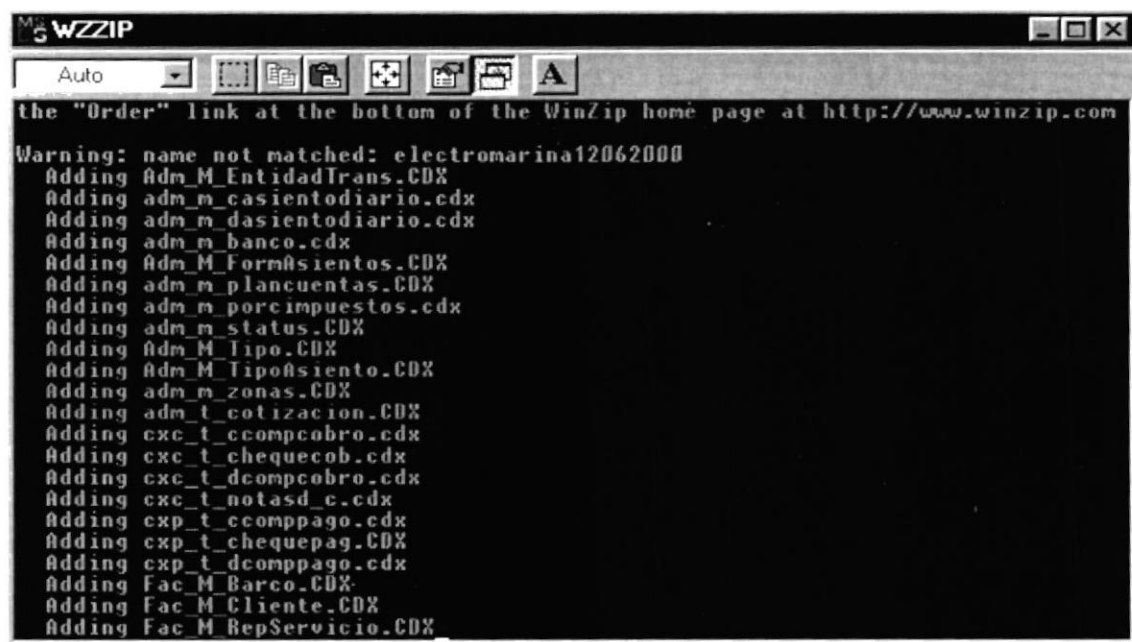 WZZIP
Auto
A
the "Order" link at the bottom of the WinZip home page at http://www.winzip.com
Warning: name not matched: electromarina12062000
Adding Adm_M_EntidadTrans.CDX
Adding adm_m_casientodiario.cdx
Adding adm_m_dasientodiario.cdx
Adding adm_m_banco.cdx
Adding Adm_M_FormAsientos.CDX
Adding adm_m_plancuentas.CDX
Adding adm_m_porcimpuestos.cdx
Adding adm_m_status.CDX
Adding Adm_M_Tipo.CDX
Adding Adm_M_TipoAsiento.CDX
Adding adm_m_zonas.CDX
Adding adm_t_cotizacion.CDX
Adding cxc_t_ccompcobro.cdx
Adding cxc_t_chequecob.cdx
Adding cxc_t_dcompcobro.cdx
Adding cxc_t_notasd_c.cdx
Adding cxp_t_ccomppago.cdx
Adding cxp_t_chequepag.CDX
Adding cxp_t_dcomppago.cdx
Adding Fac_M_Barco.CDX
Adding Fac_M_Cliente.CDX
Adding Fac_M_RepServicio.CDX